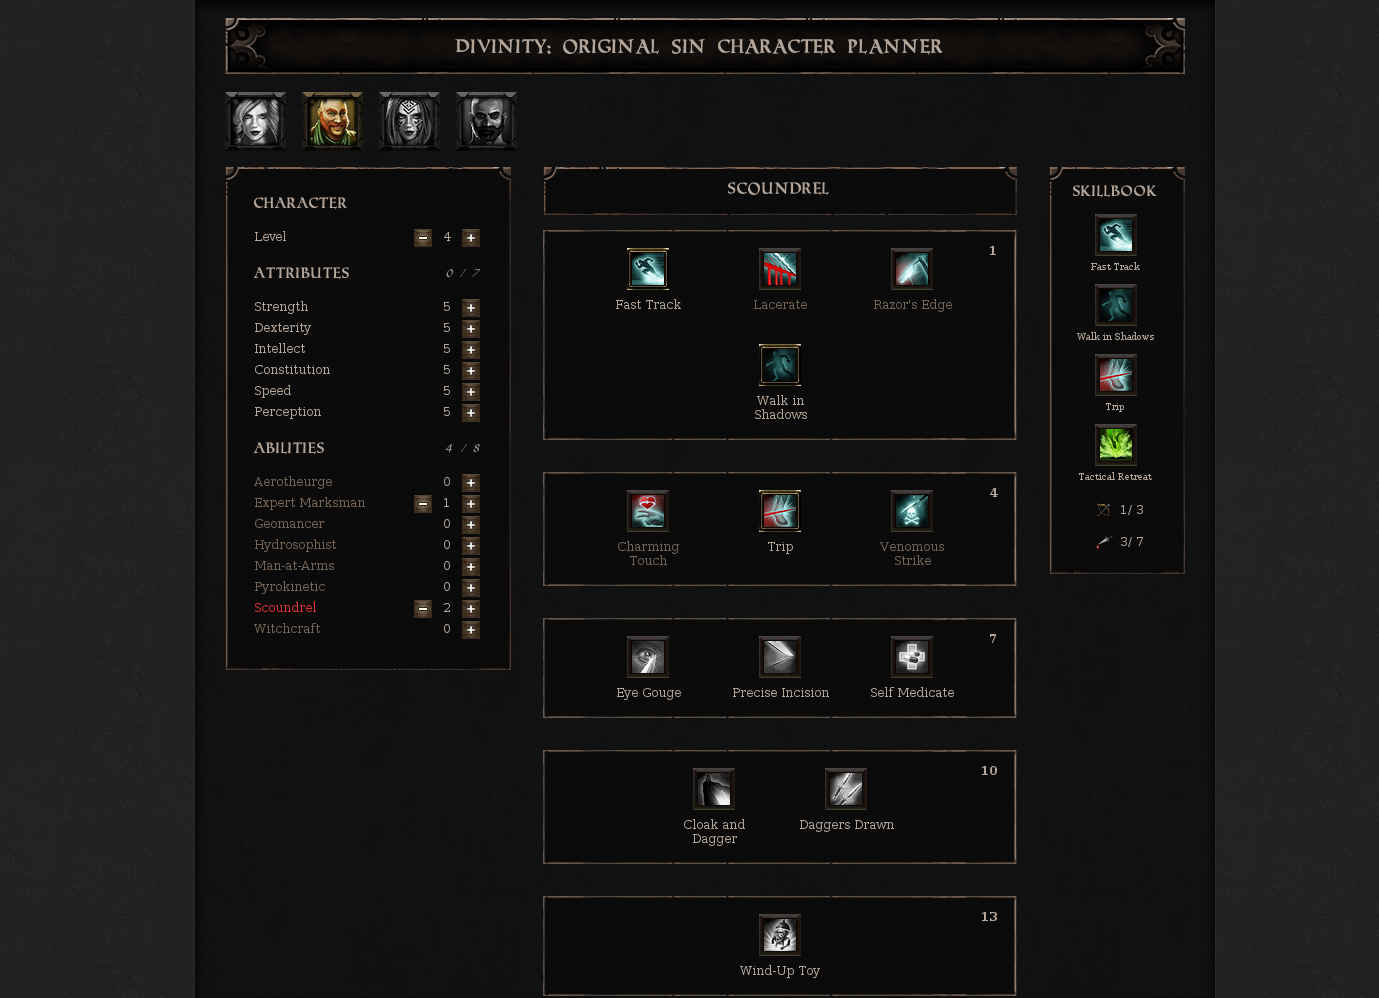 DIVINITY: ORIGINAL SIN CHARACTER PLANNER
CHARACTER
Level 4
ATTRIBUTES 0 / 7
Strength 5
Dexterity 5
Intellect 5
Constitution 5
Speed 5
Perception 5
ABILITIES 4 / 8
Aerotheurge 0
Expert Marksman 1
Geomancer 0
Hydrosophist 0
Man-at-Arms 0
Pyrokinetic 0
Scoundrel 2
Witchcraft 0
SCOUNDREL
1
Fast Track Lacerate Razor's Edge
Walk in
Shadows
4
Charming
Touch
Trip
Venomous
Strike
7
Eye Gouge Precise Incision Self Medicate
10
Cloak and
Dagger
Daggers Drawn
13
Wind-Up Toy
SKILLBOOK
Fast Track
Walk in Shadows
Trip
Tactical Retreat
1/ 3
3/ 7